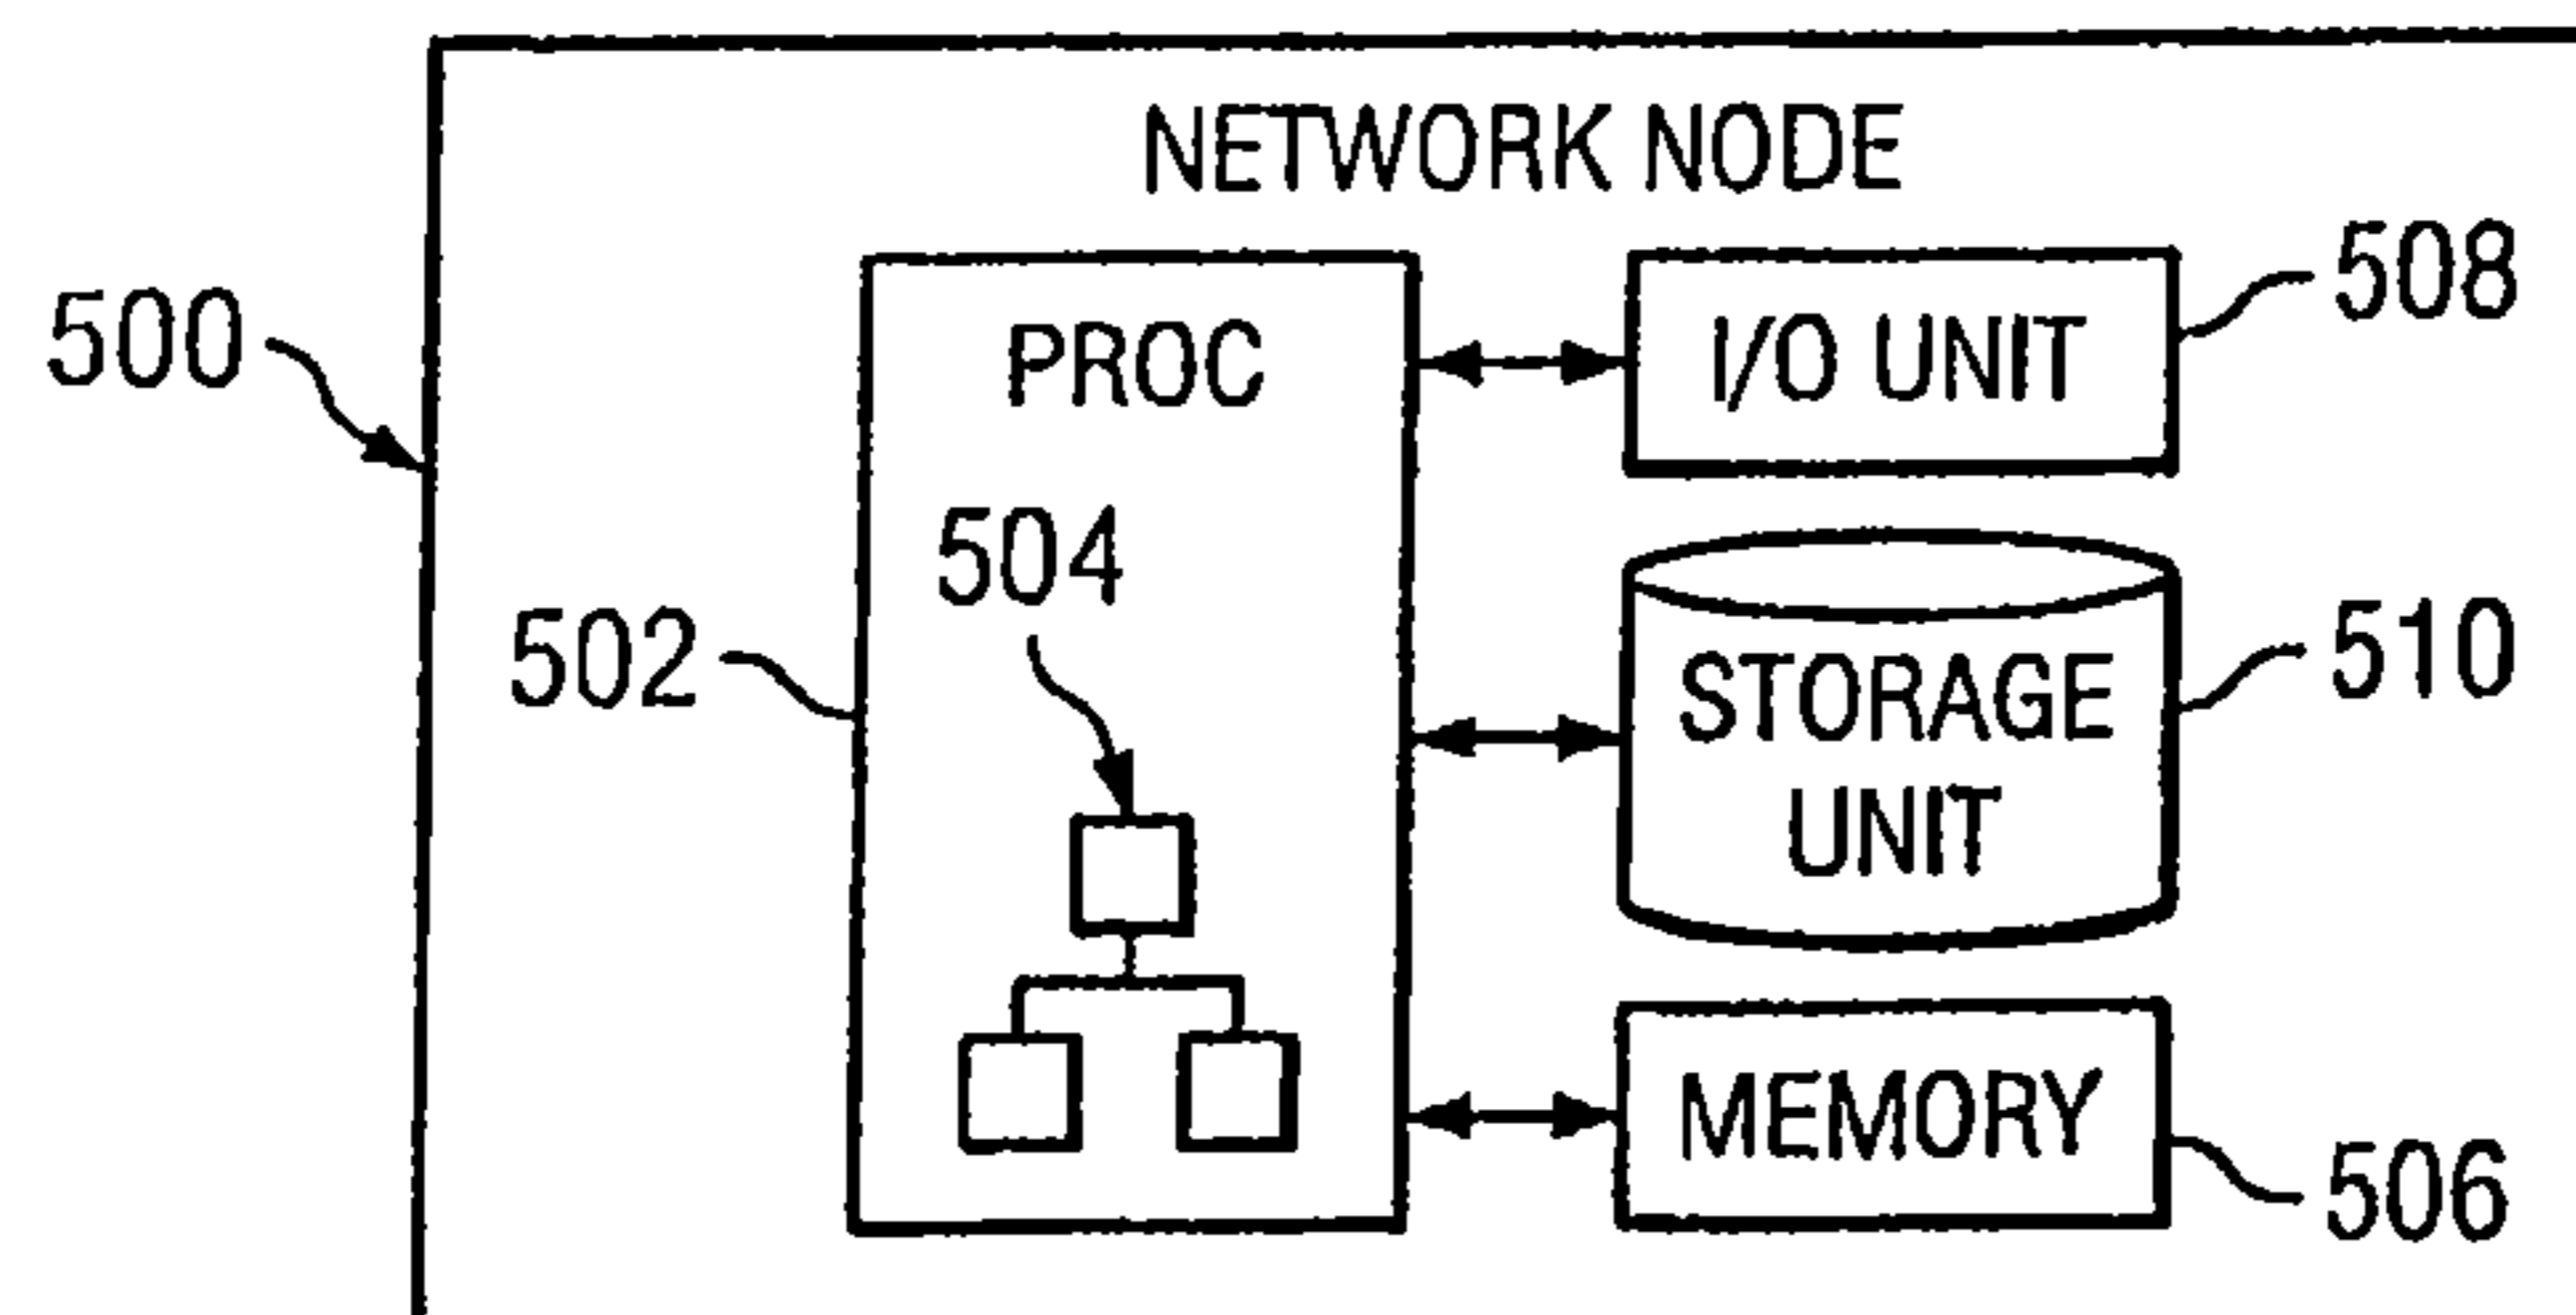 NETWORK NODE
500
502
PROC
504
I/O UNIT
508
STORAGE
UNIT
510
MEMORY
506